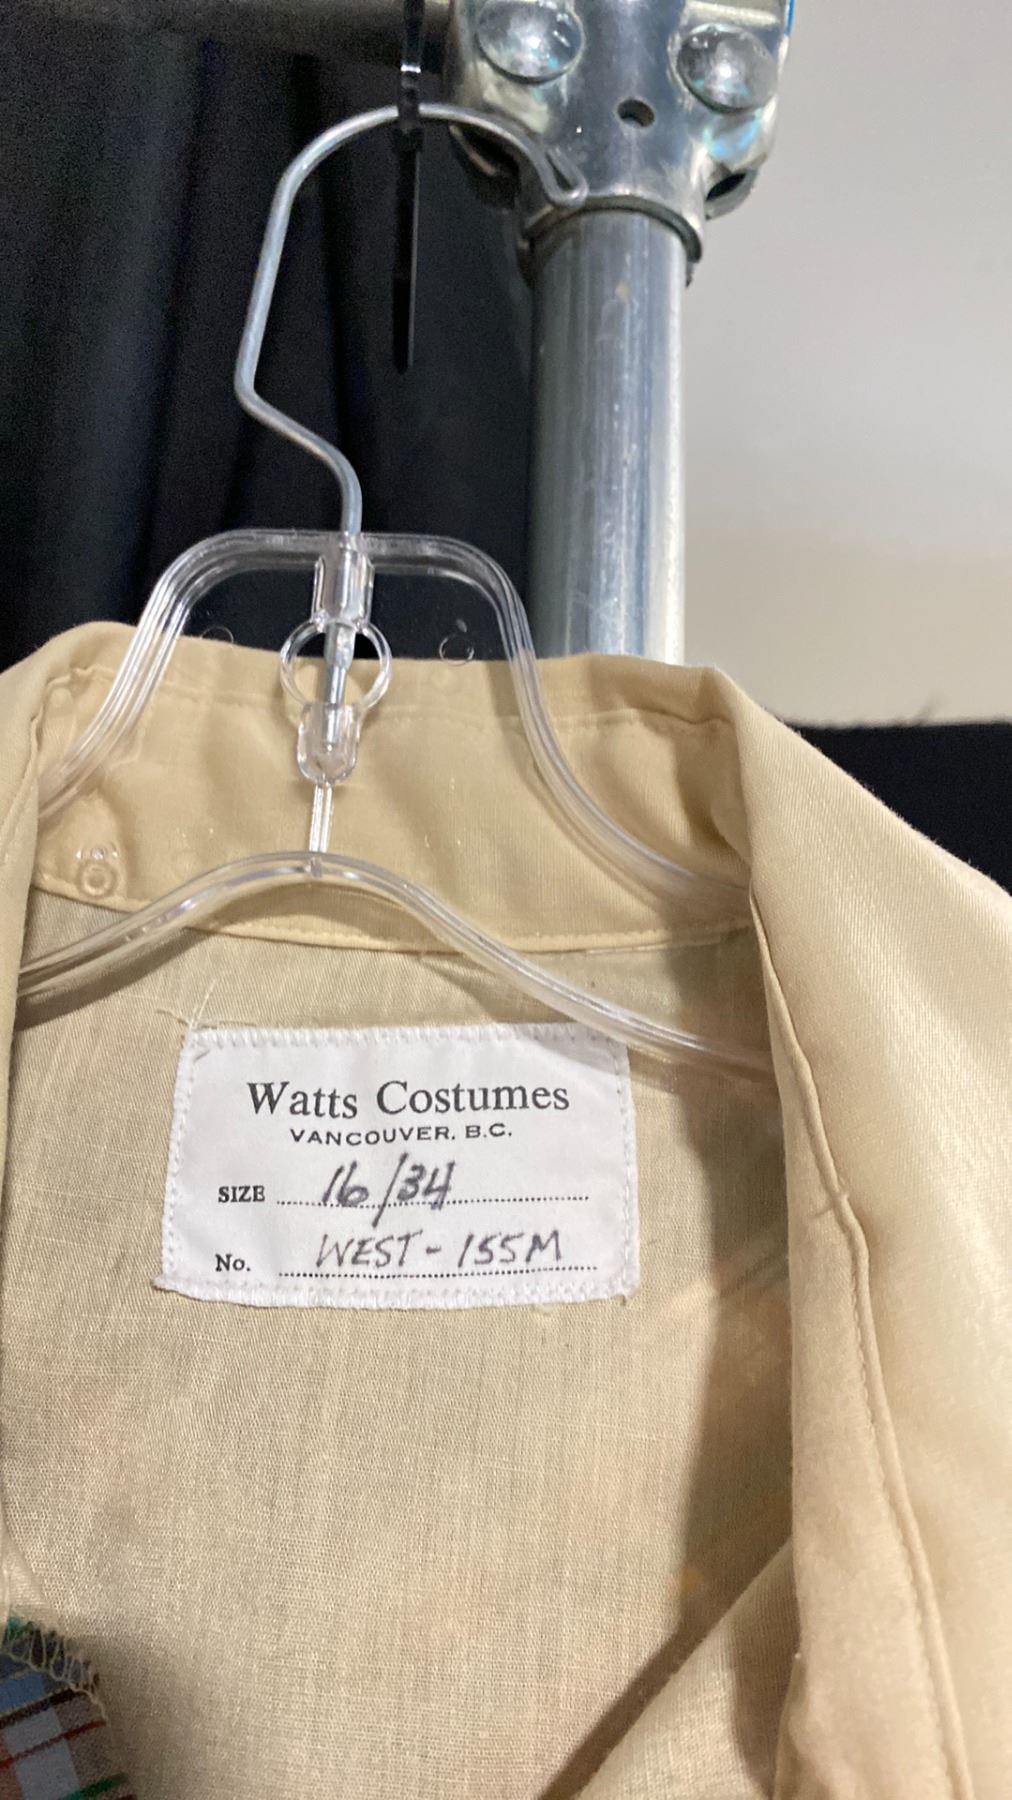 Watts Costumes
VANCOUVER, B.C.
SIZE 16/34
No. WEST - 155M